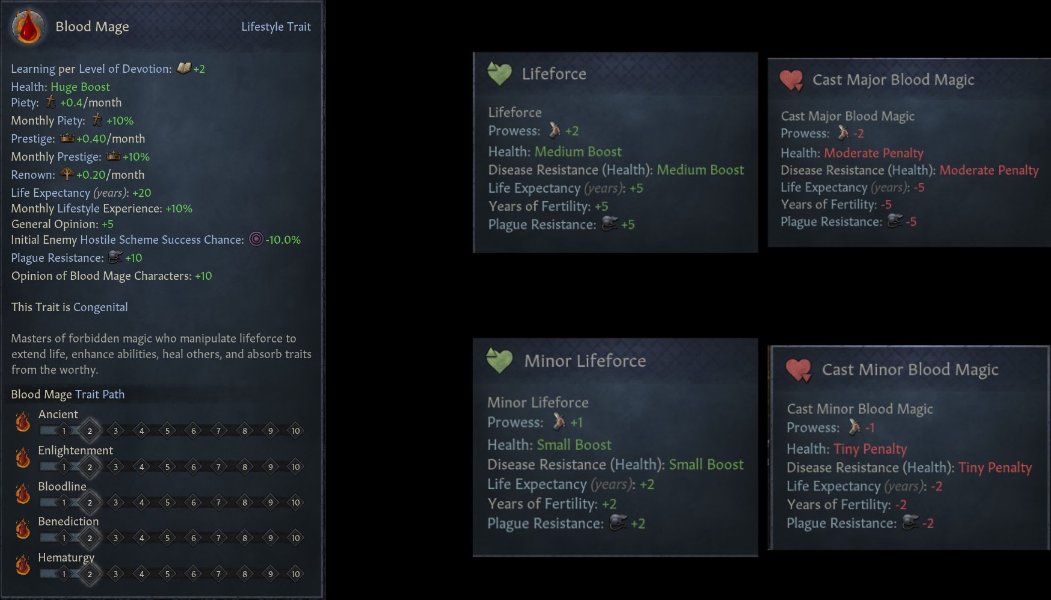 Blood Mage
Lifestyle Trait
Learning per Level of Devotion: +2
Health: Huge Boost
Piety: +0.4/month
Monthly Piety: +10%
Prestige: +0.40/month
Monthly Prestige: +10%
Renown: +0.20/month
Life Expectancy (years): +20
Monthly Lifestyle Experience: +10%
General Opinion: +5
Initial Enemy Hostile Scheme Success Chance: -10.0%
Plague Resistance: +10
Opinion of Blood Mage Characters: +10
This Trait is Congenital
Masters of forbidden magic who manipulate lifeforce to
extend life, enhance abilities, heal others, and absorb traits
from the worthy.
Blood Mage Trait Path
Ancient
1 2 3 4 5 6 7 8 9 10
Enlightenment
1 2 3 4 5 6 7 8 9 10
Bloodline
1 2 3 4 5 6 7 8 9 10
Benediction
1 2 3 4 5 6 7 8 9 10
Hematurgy
1 2 3 4 5 6 7 8 9 10
Lifeforce
Lifeforce
Prowess: +2
Health: Medium Boost
Disease Resistance (Health): Medium Boost
Life Expectancy (years): +5
Years of Fertility: +5
Plague Resistance: +5
Cast Major Blood Magic
Cast Major Blood Magic
Prowess: -2
Health: Moderate Penalty
Disease Resistance (Health): Moderate Penalty
Life Expectancy (years): -5
Years of Fertility: -5
Plague Resistance: -5
Minor Lifeforce
Minor Lifeforce
Prowess: +1
Health: Small Boost
Disease Resistance (Health): Small Boost
Life Expectancy (years): +2
Years of Fertility: +2
Plague Resistance: +2
Cast Minor Blood Magic
Cast Minor Blood Magic
Prowess: -1
Health: Tiny Penalty
Disease Resistance (Health): Tiny Penalty
Life Expectancy (years): -2
Years of Fertility: -2
Plague Resistance: -2